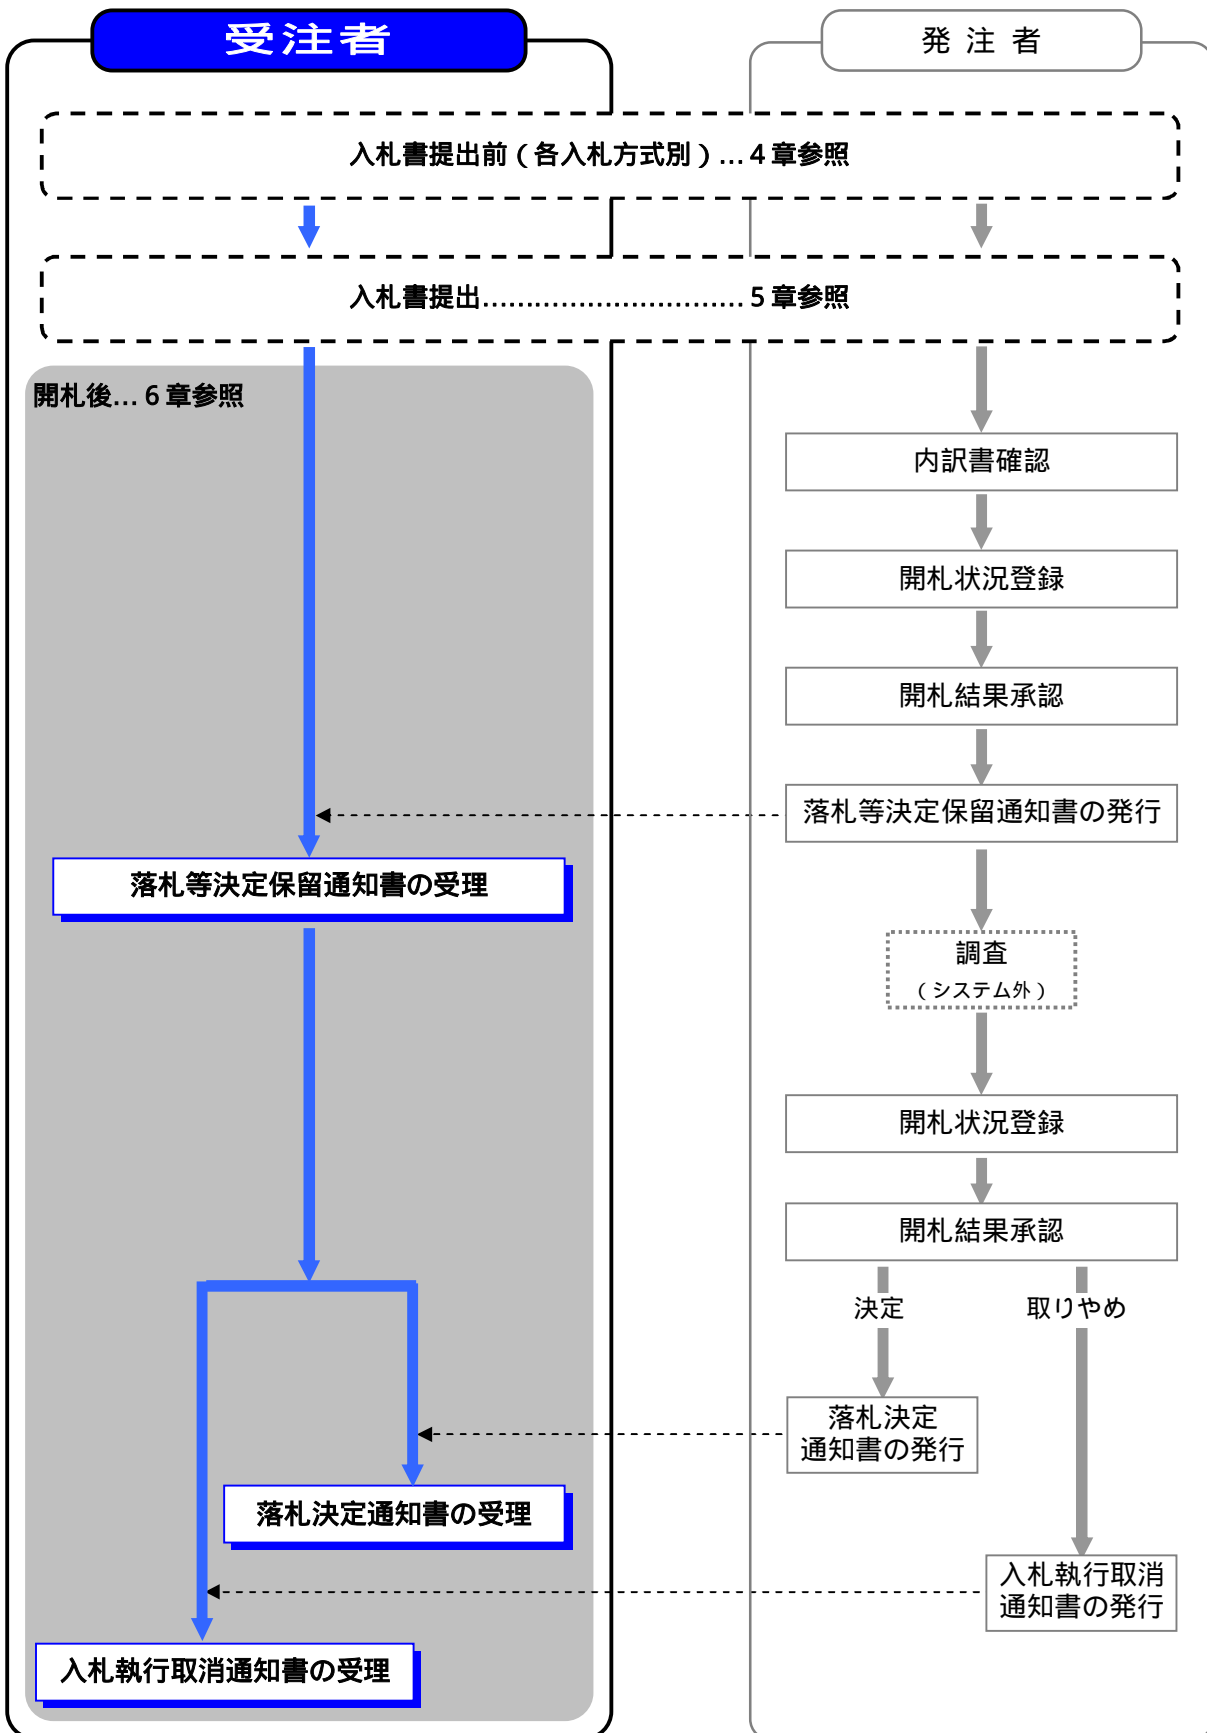 受注者
発 注 者
入札書提出前（各入札方式別）…４章参照
入札書提出…………………………５章参照
開札後…６章参照
内訳書確認
開札状況登録
開札結果承認
落札等決定保留通知書の発行
落札等決定保留通知書の受理
調査
（システム外）
開札状況登録
開札結果承認
決定
取りやめ
落札決定
通知書の発行
落札決定通知書の受理
入札執行取消
通知書の発行
入札執行取消通知書の受理